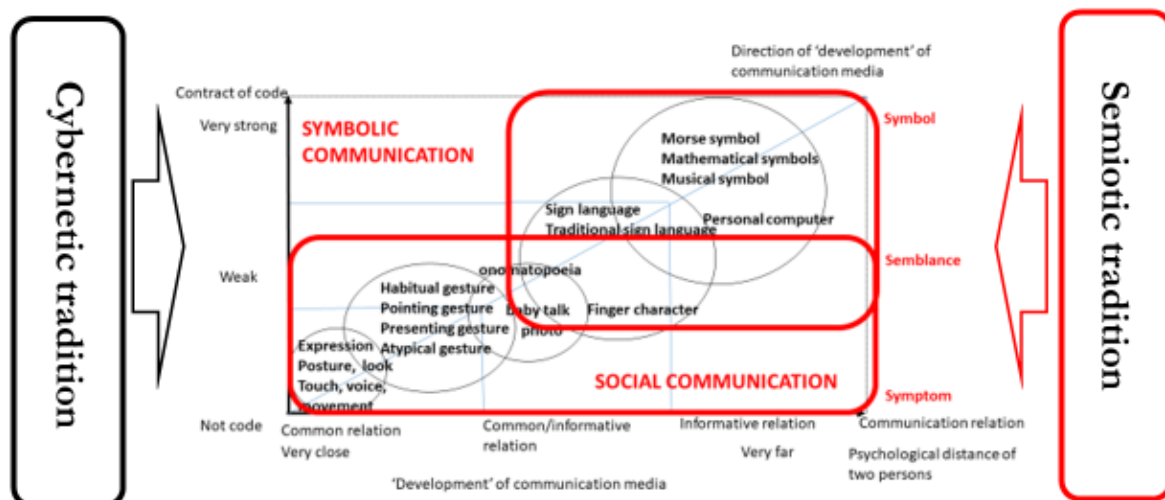 Cybernetic tradition
Semiotic tradition
Direction of 'development' of
communication media
Contract of code
Very strong
SYMBOLIC
COMMUNICATION
Symbol
Morse symbol
Mathematical symbols
Musical symbol
Sign language
Traditional sign language
Personal computer
Weak
onomatopoeia
Semblance
Habitual gesture
Pointing gesture
Presenting gesture
Atypical gesture
baby talk
photo
Finger character
Expression
Posture, look
Touch, voice,
movement
SOCIAL COMMUNICATION
Symptom
Not code
Common relation
Very close
Common/informative
relation
Informative relation
Very far
Communication relation
Psychological distance of
two persons
'Development' of communication media